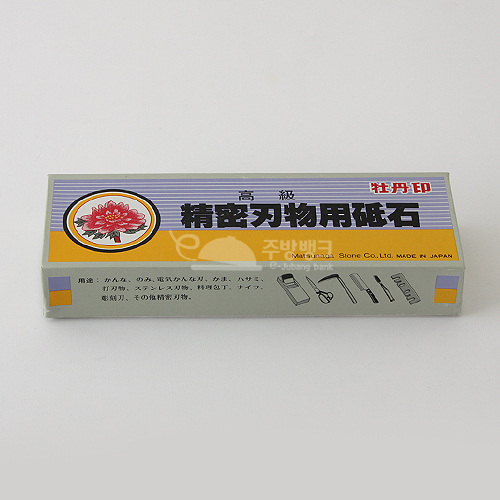 牡丹印
高級
精密刃物用砥石
주방뱅크
e-Jubang bank
Matsunaga Stone Co., Ltd. MADE IN JAPAN
用途：かんな、のみ、電気かんな刃、かま、ハサミ、
打刃物、ステンレス刃物、料理包丁、ナイフ、
彫刻刀、その他精密刃物。